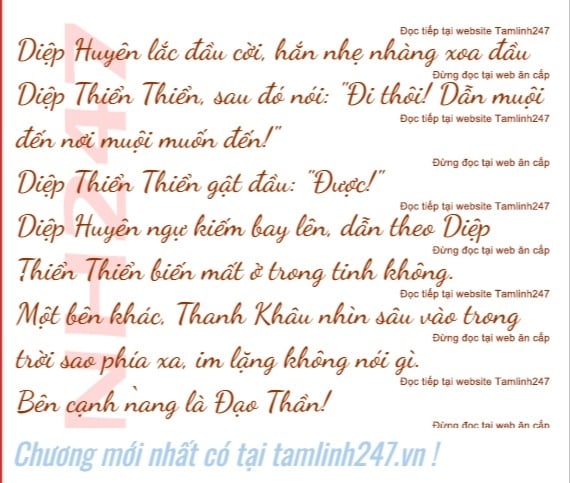 Đọc tiếp tại website Tamlinh247
Diệp Huyên lắc đầu cười, hắn nhẹ nhàng xoa đầu
Đừng đọc tại web ăn cắp
Diệp Thiển Thiển, sau đó nói: "Đi thôi! Dẫn muội
Đọc tiếp tại website Tamlinh247
đến nơi muội muốn đến!"
Đừng đọc tại web ăn cắp
Diệp Thiển Thiển gật đầu: "Được!"
Đọc tiếp tại website Tamlinh247
Diệp Huyên ngự kiếm bay lên, dẫn theo Diệp
Đừng đọc tại web ăn cắp
Thiển Thiển biến mất ở trong tinh không.
Đọc tiếp tại website Tamlinh247
Một bên khác, Thanh Khâu nhìn sâu vào trong
Đừng đọc tại web ăn cắp
trời sao phía xa, im lặng không nói gì.
Đọc tiếp tại website Tamlinh247
Bên cạnh nàng là Đạo Thần!
Đừng đọc tại web ăn cắp
Chương mới nhất có tại tamlinh247.vn !
NH247